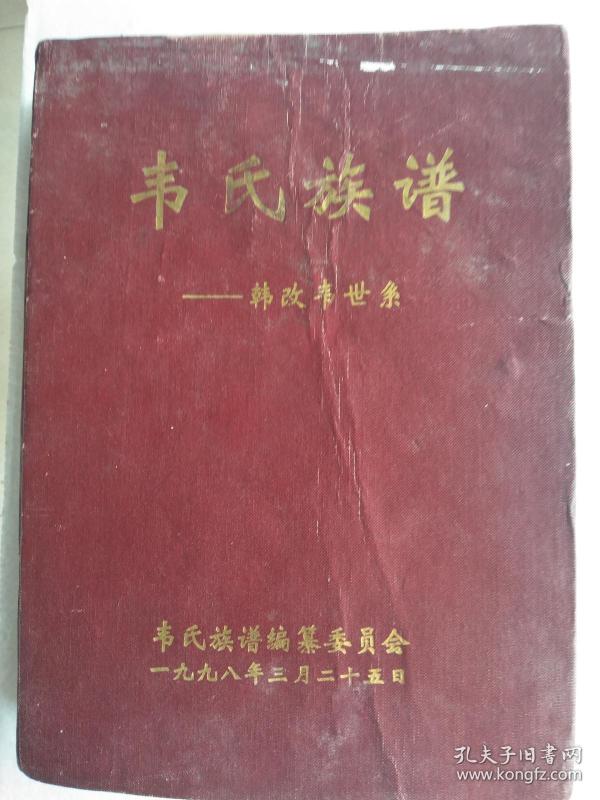 韦氏族谱
——韩改韦世系
韦氏族谱编纂委员会
一九九八年三月二十五日
孔夫子旧書网
www.kongfz.com